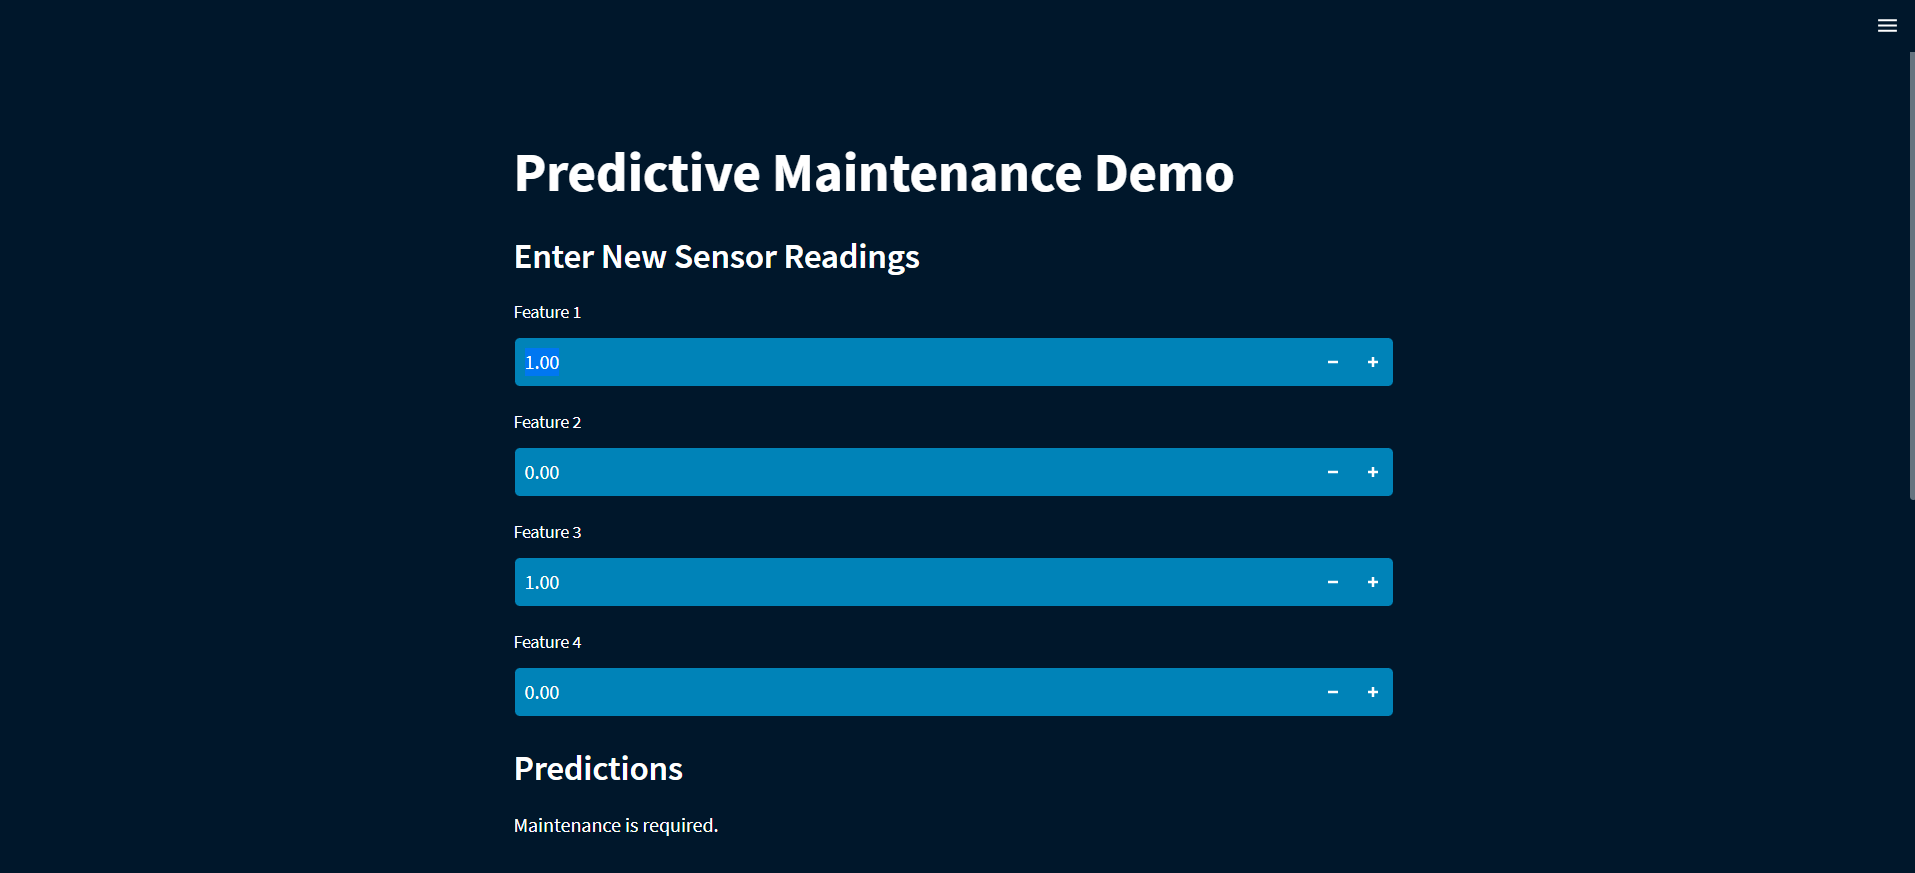 Predictive Maintenance Demo
Enter New Sensor Readings
Feature 1
1.00
Feature 2
0.00
Feature 3
1.00
Feature 4
0.00
Predictions
Maintenance is required.